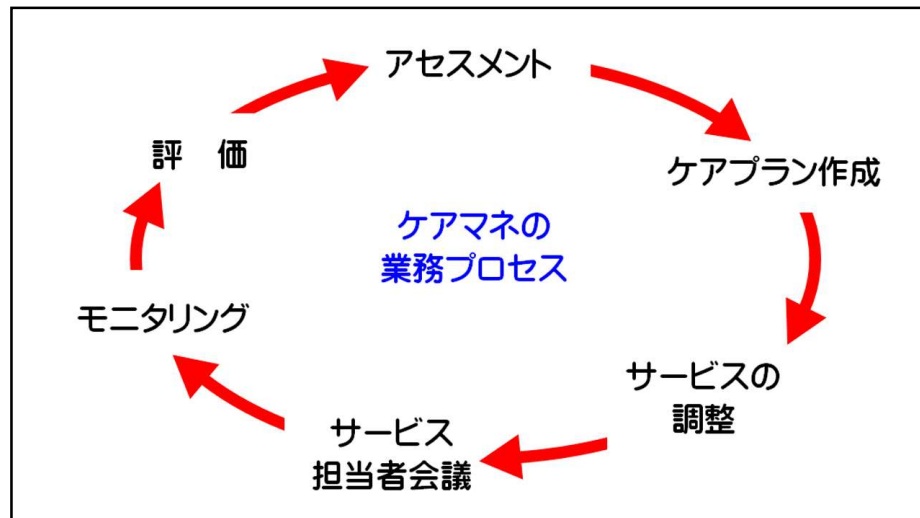 アセスメント
ケアプラン作成
サービスの
調整
サービス
担当者会議
モニタリング
評　価
ケアマネの
業務プロセス